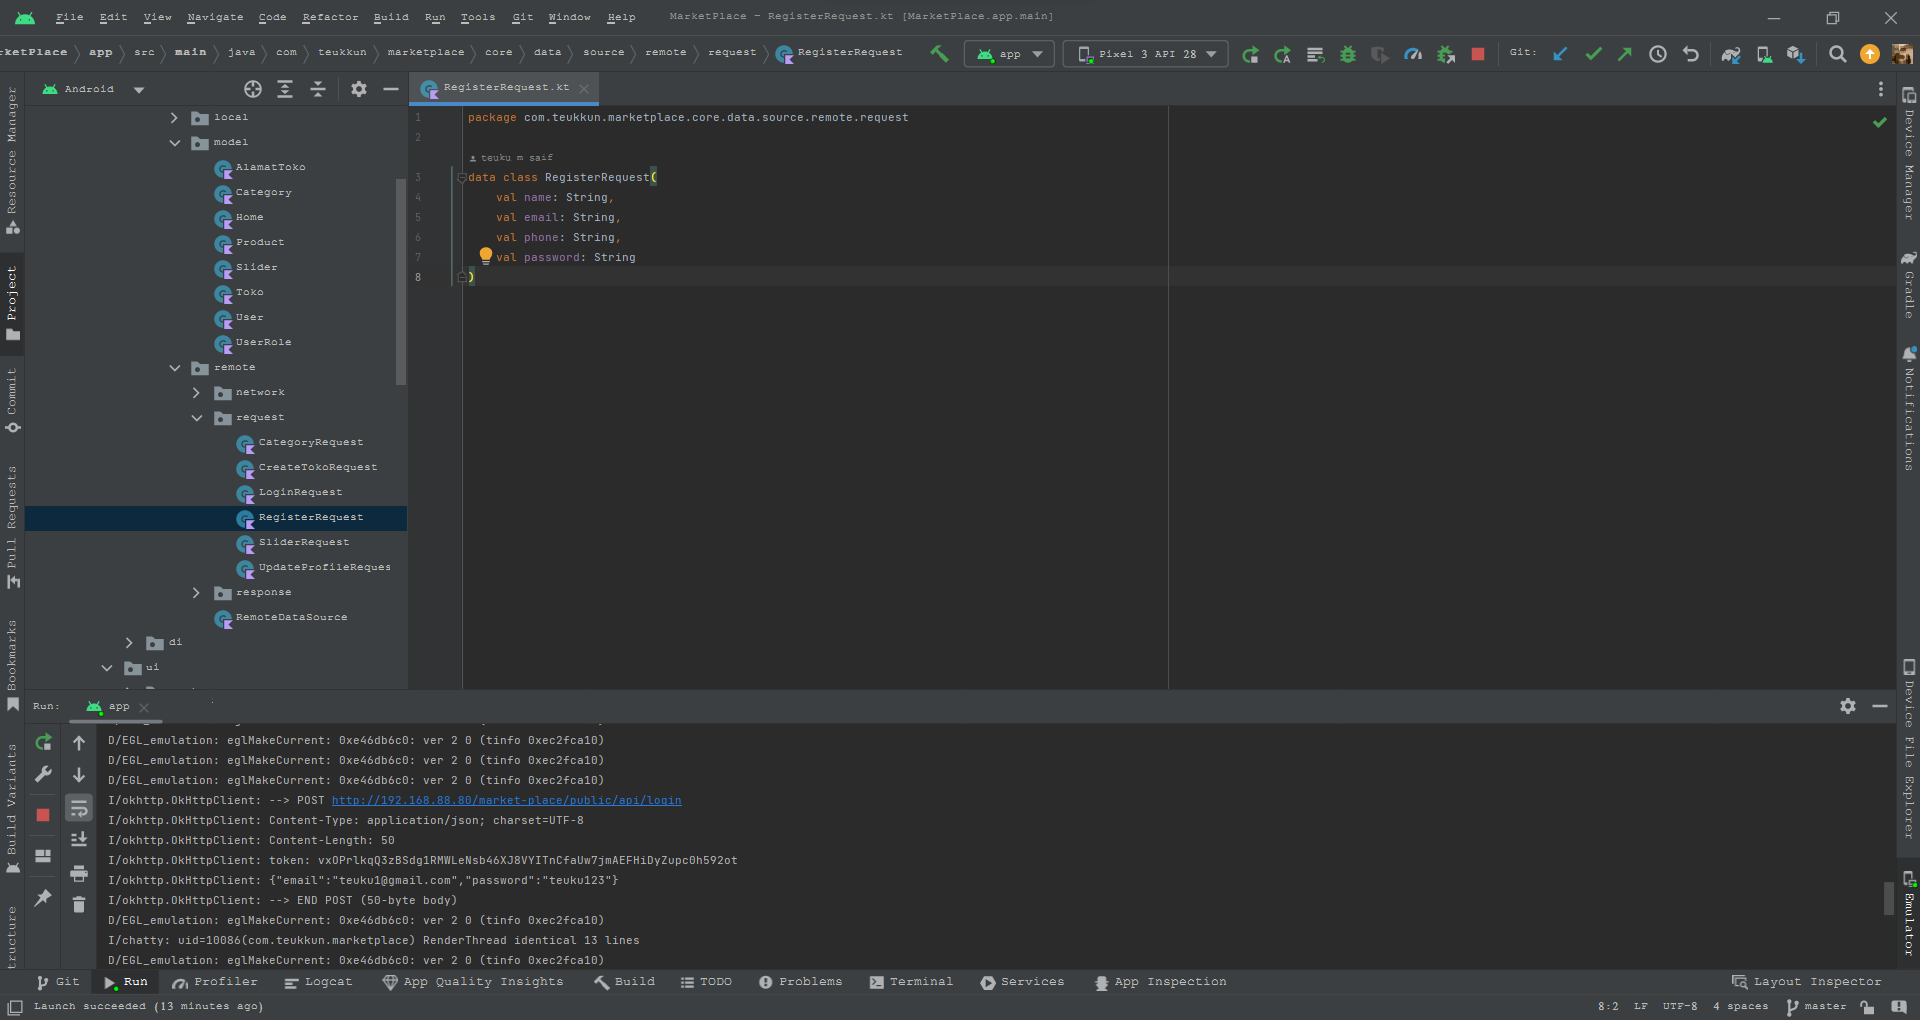 File Edit View Navigate Code Refactor Build Run Tools Git Window Help MarketPlace – RegisterRequest.kt [MarketPlace.app.main]
rketPlace app src main java com teukkun marketplace core data source remote request RegisterRequest app Pixel 3 API 28 Git:
Android
RegisterRequest.kt
Resource Manager
Project
Commit
Pull Requests
Bookmarks
Build Variants
tructure
local
model
AlamatToko
Category
Home
Product
Slider
Toko
User
UserRole
remote
network
request
CategoryRequest
CreateTokoRequest
LoginRequest
RegisterRequest
SliderRequest
UpdateProfileReques
response
RemoteDataSource
di
ui
1 package com.teukkun.marketplace.core.data.source.remote.request
2
teuku m saif
3 data class RegisterRequest(
4 val name: String,
5 val email: String,
6 val phone: String,
7 val password: String
8 )
Device Manager
Gradle
Notifications
Device File Explorer
Emulator
Run: app
D/EGL_emulation: eglMakeCurrent: 0xe46db6c0: ver 2 0 (tinfo 0xec2fca10)
D/EGL_emulation: eglMakeCurrent: 0xe46db6c0: ver 2 0 (tinfo 0xec2fca10)
D/EGL_emulation: eglMakeCurrent: 0xe46db6c0: ver 2 0 (tinfo 0xec2fca10)
I/okhttp.OkHttpClient: --> POST http://192.168.88.80/market-place/public/api/login
I/okhttp.OkHttpClient: Content-Type: application/json; charset=UTF-8
I/okhttp.OkHttpClient: Content-Length: 50
I/okhttp.OkHttpClient: token: vxOPrlkqQ3zBSdg1RMWLeNsb46XJ8VYITnCfaUw7jmAEFHiDyZupc0h592ot
I/okhttp.OkHttpClient: {"email":"teuku1@gmail.com","password":"teuku123"}
I/okhttp.OkHttpClient: --> END POST (50-byte body)
D/EGL_emulation: eglMakeCurrent: 0xe46db6c0: ver 2 0 (tinfo 0xec2fca10)
I/chatty: uid=10086(com.teukkun.marketplace) RenderThread identical 13 lines
D/EGL_emulation: eglMakeCurrent: 0xe46db6c0: ver 2 0 (tinfo 0xec2fca10)
Git Run Profiler Logcat App Quality Insights Build TODO Problems Terminal Services App Inspection Layout Inspector
Launch succeeded (13 minutes ago) 8:2 LF UTF-8 4 spaces master